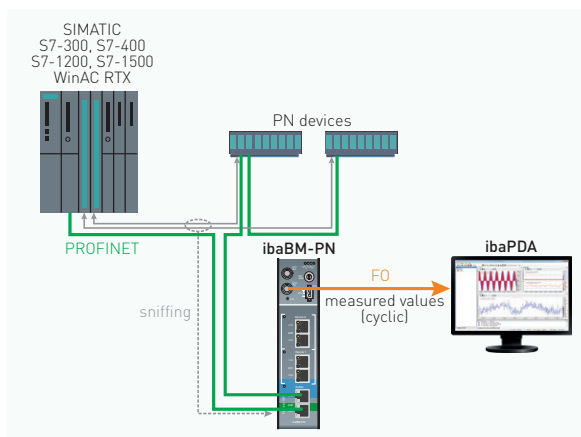 SIMATIC
S7-300, S7-400
S7-1200, S7-1500
WinAC RTX
PN devices
PROFINET
ibaBM-PN
ibaPDA
FO
measured values
(cyclic)
sniffing